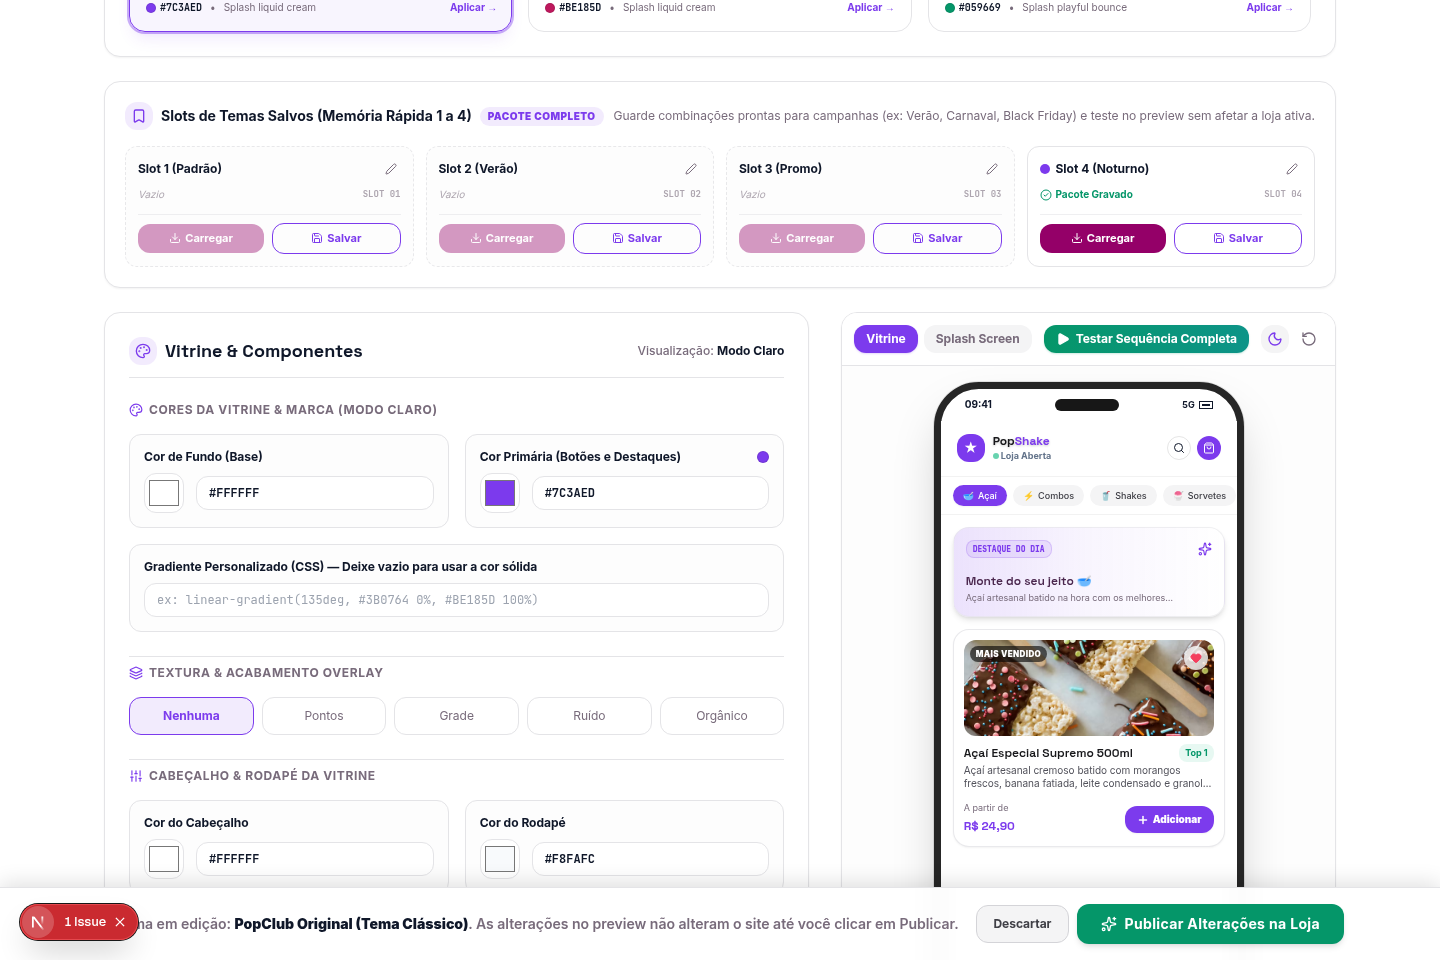 #7C3AED • Splash liquid cream Aplicar →
#BE185D • Splash liquid cream Aplicar →
#059669 • Splash playful bounce Aplicar →
Slots de Temas Salvos (Memória Rápida 1 a 4) PACOTE COMPLETO Guarde combinações prontas para campanhas (ex: Verão, Carnaval, Black Friday) e teste no preview sem afetar a loja ativa.
Slot 1 (Padrão)
Vazio SLOT 01
Carregar Salvar
Slot 2 (Verão)
Vazio SLOT 02
Carregar Salvar
Slot 3 (Promo)
Vazio SLOT 03
Carregar Salvar
Slot 4 (Noturno)
Pacote Gravado SLOT 04
Carregar Salvar
Vitrine & Componentes Visualização: Modo Claro
CORES DA VITRINE & MARCA (MODO CLARO)
Cor de Fundo (Base)
#FFFFFF
Cor Primária (Botões e Destaques)
#7C3AED
Gradiente Personalizado (CSS) — Deixe vazio para usar a cor sólida
ex: linear-gradient(135deg, #3B0764 0%, #BE185D 100%)
TEXTURA & ACABAMENTO OVERLAY
Nenhuma Pontos Grade Ruído Orgânico
CABEÇALHO & RODAPÉ DA VITRINE
Cor do Cabeçalho
#FFFFFF
Cor do Rodapé
#F8FAFC
Vitrine Splash Screen Testar Sequência Completa
09:41 5G
PopShake
Loja Aberta
Açaí Combos Shakes Sorvetes
DESTAQUE DO DIA
Monte do seu jeito
Açaí artesanal batido na hora com os melhores...
MAIS VENDIDO
Açaí Especial Supremo 500ml Top 1
Açaí artesanal cremoso batido com morangos
frescos, banana fatiada, leite condensado e granol...
A partir de
R$ 24,90 + Adicionar
1 Issue
ma em edição: PopClub Original (Tema Clássico). As alterações no preview não alteram o site até você clicar em Publicar. Descartar Publicar Alterações na Loja